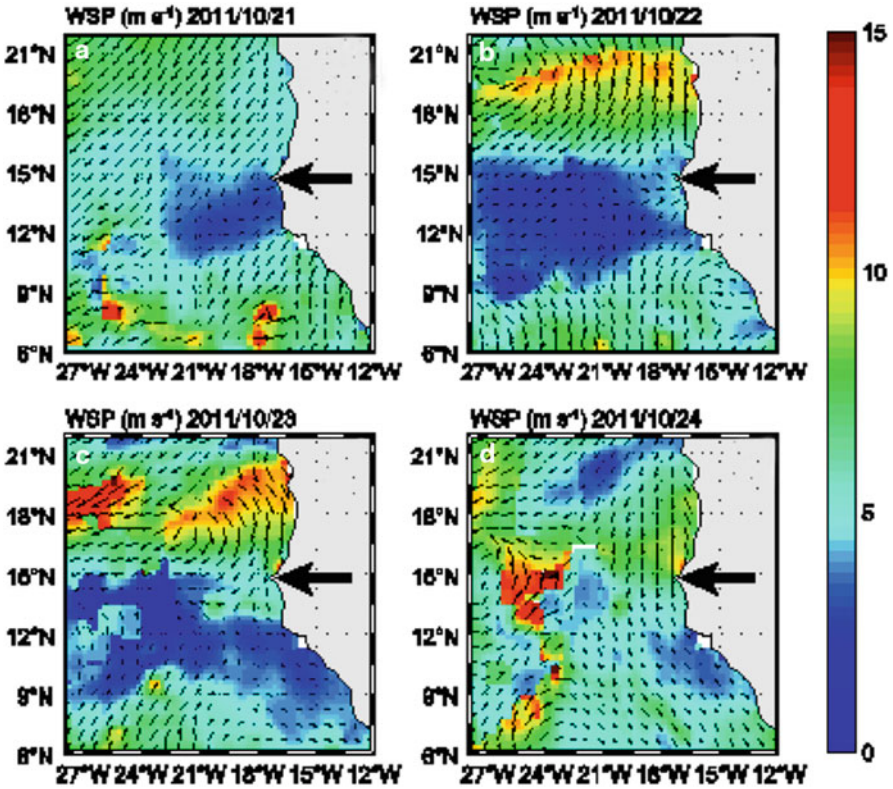 WSP (m s⁻¹) 2011/10/21
a
21°N
18°N
15°N
12°N
9°N
6°N
27°W 24°W 21°W 18°W 15°W 12°W
WSP (m s⁻¹) 2011/10/22
b
21°N
18°N
15°N
12°N
9°N
6°N
27°W 24°W 21°W 18°W 15°W 12°W
WSP (m s⁻¹) 2011/10/23
c
21°N
18°N
15°N
12°N
9°N
6°N
27°W 24°W 21°W 18°W 15°W 12°W
WSP (m s⁻¹) 2011/10/24
d
21°N
18°N
15°N
12°N
9°N
6°N
27°W 24°W 21°W 18°W 15°W 12°W
15
10
5
0